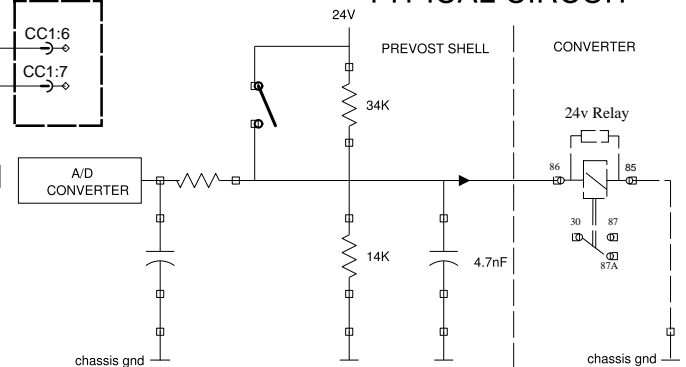 TYPICAL CIRCUIT
24V
CC1:6
PREVOST SHELL
CONVERTER
CC1:7
34K
24v Relay
A/D
CONVERTER
86
85
30
87
14K
4.7nF
87A
chassis gnd
chassis gnd